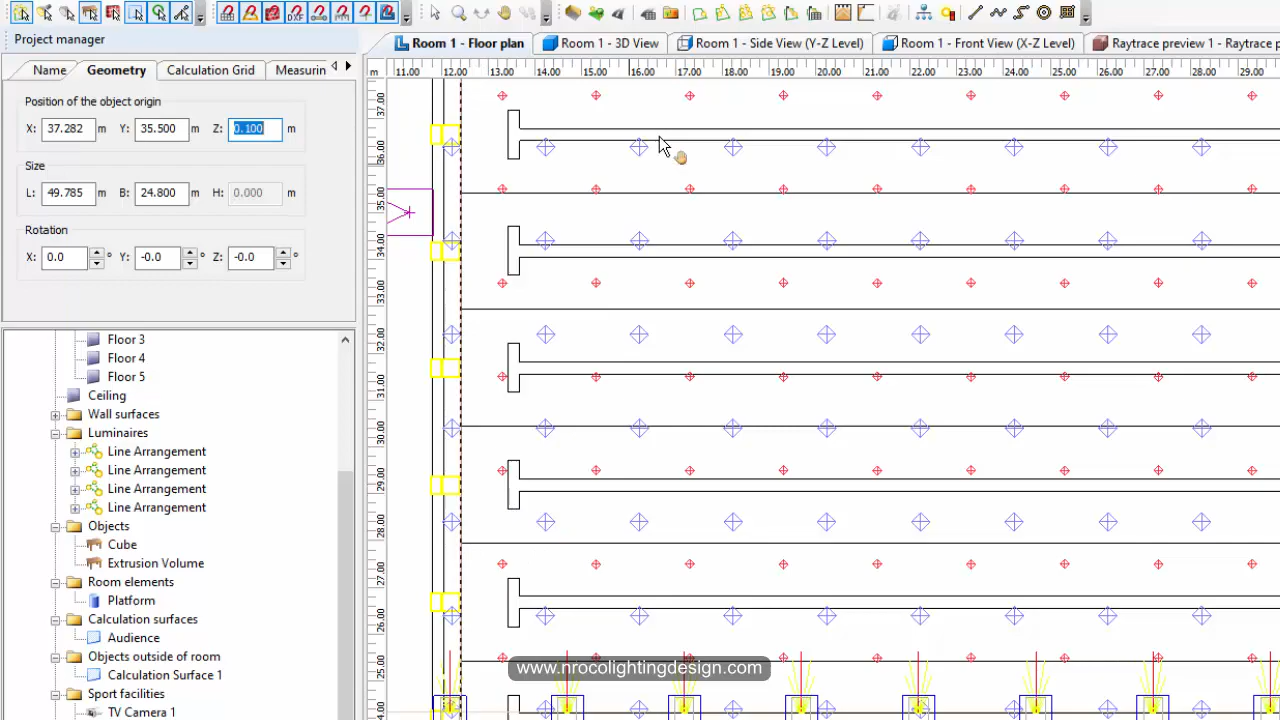 Project manager
Room 1 - Floor plan
Room 1 - 3D View
Room 1 - Side View (Y-Z Level)
Room 1 - Front View (X-Z Level)
Raytrace preview 1 - Raytrace p
Name
Geometry
Calculation Grid
Measurin
m
11.00 12.00 13.00 14.00 15.00 16.00 17.00 18.00 19.00 20.00 21.00 22.00 23.00 24.00 25.00 26.00 27.00 28.00 29.00
Position of the object origin
X: 37.282 m Y: 35.500 m Z: 0.100 m
Size
L: 49.785 m B: 24.800 m H: 0.000 m
Rotation
X: 0.0 ° Y: -0.0 ° Z: -0.0 °
Floor 3
Floor 4
Floor 5
Ceiling
Wall surfaces
Luminaires
Line Arrangement
Line Arrangement
Line Arrangement
Line Arrangement
Objects
Cube
Extrusion Volume
Room elements
Platform
Calculation surfaces
Audience
Objects outside of room
Calculation Surface 1
Sport facilities
TV Camera 1
37.00
36.00
35.00
34.00
33.00
32.00
31.00
30.00
29.00
28.00
27.00
26.00
25.00
4.00
www.nrocolightingdesign.com